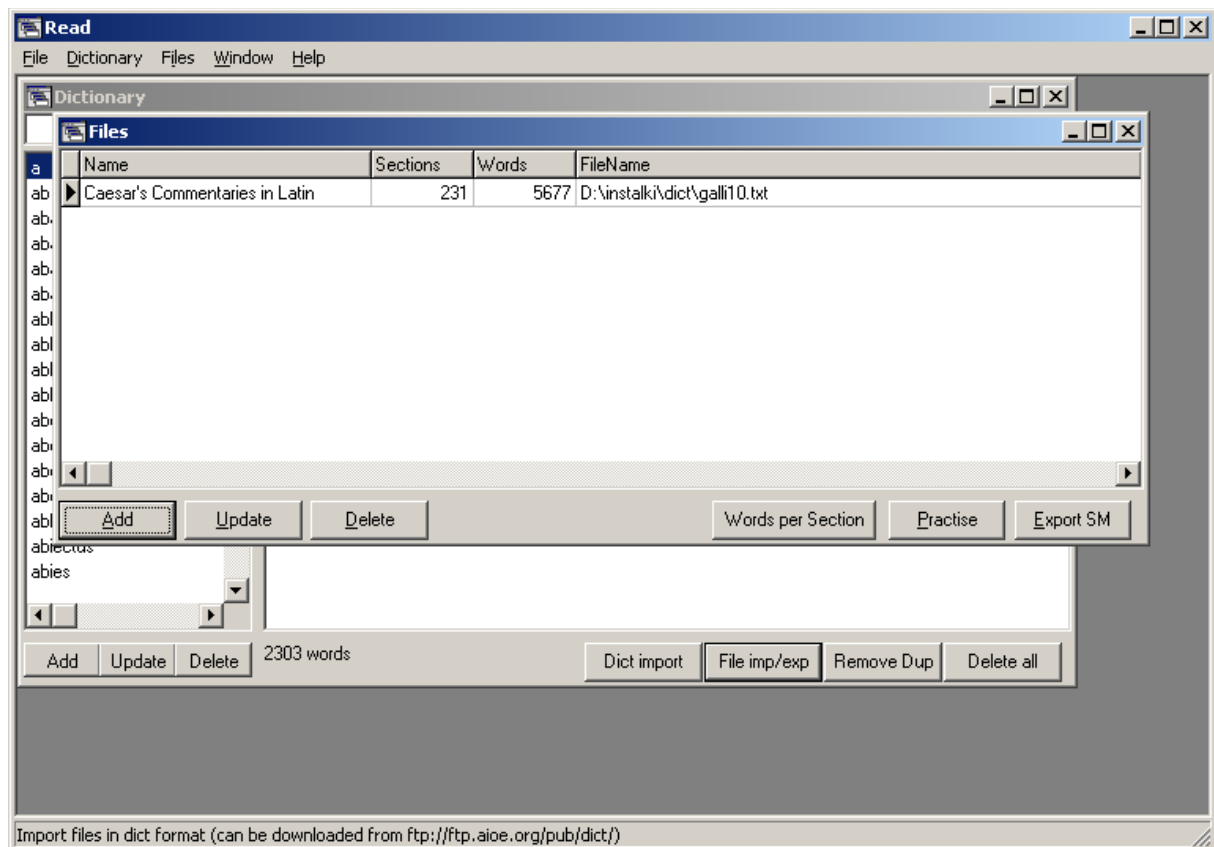 Read
File Dictionary Files Window Help
Dictionary
Files
Name Sections Words FileName
Caesar's Commentaries in Latin 231 5677 D:\instalki\dict\galli10.txt
a
ab
Add Update Delete Words per Section Practise Export SM
abiectus
abies
Add Update Delete 2303 words Dict import File imp/exp Remove Dup Delete all
Import files in dict format (can be downloaded from ftp://ftp.aioe.org/pub/dict/)